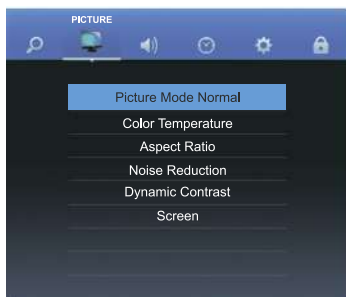 PICTURE
Picture Mode Normal
Color Temperature
Aspect Ratio
Noise Reduction
Dynamic Contrast
Screen